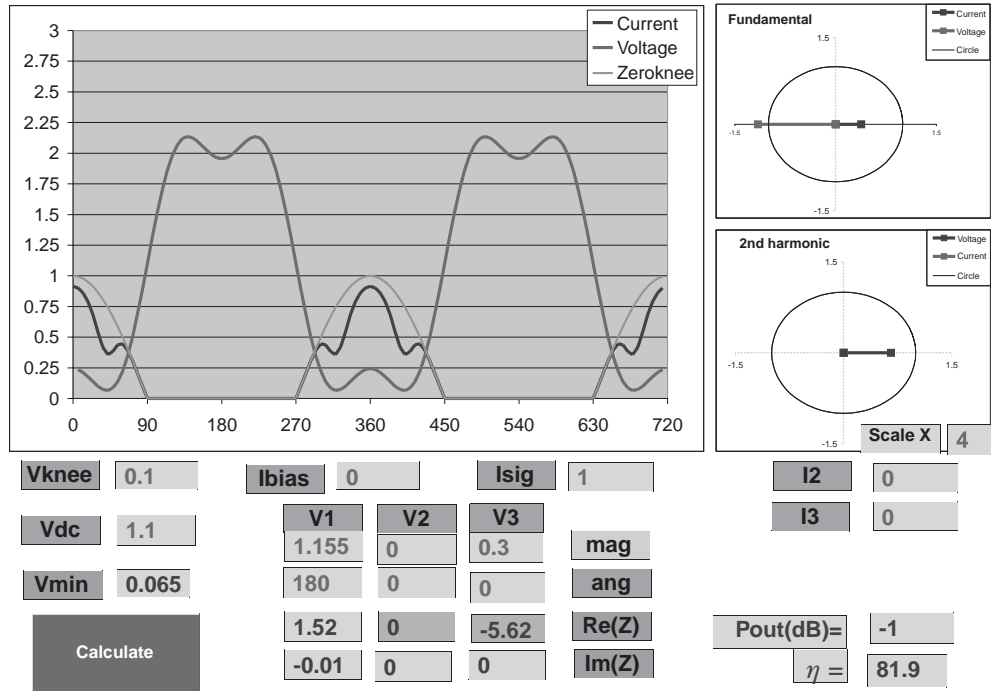 3
2.75
2.5
2.25
2
1.75
1.5
1.25
1
0.75
0.5
0.25
0
0 90 180 270 360 450 540 630 720
Current
Voltage
Zeroknee
Fundamental
Current
Voltage
Circle
1.5
-1.5 1.5
-1.5
2nd harmonic
Voltage
Current
Circle
1.5
-1.5 1.5
-1.5
Scale X 4
Vknee 0.1 Ibias 0 Isig 1 I2 0
Vdc 1.1 V1 V2 V3 I3 0
1.155 0 0.3 mag
Vmin 0.065 180 0 0 ang
1.52 0 -5.62 Re(Z) Pout(dB)= -1
Calculate -0.01 0 0 Im(Z) η = 81.9